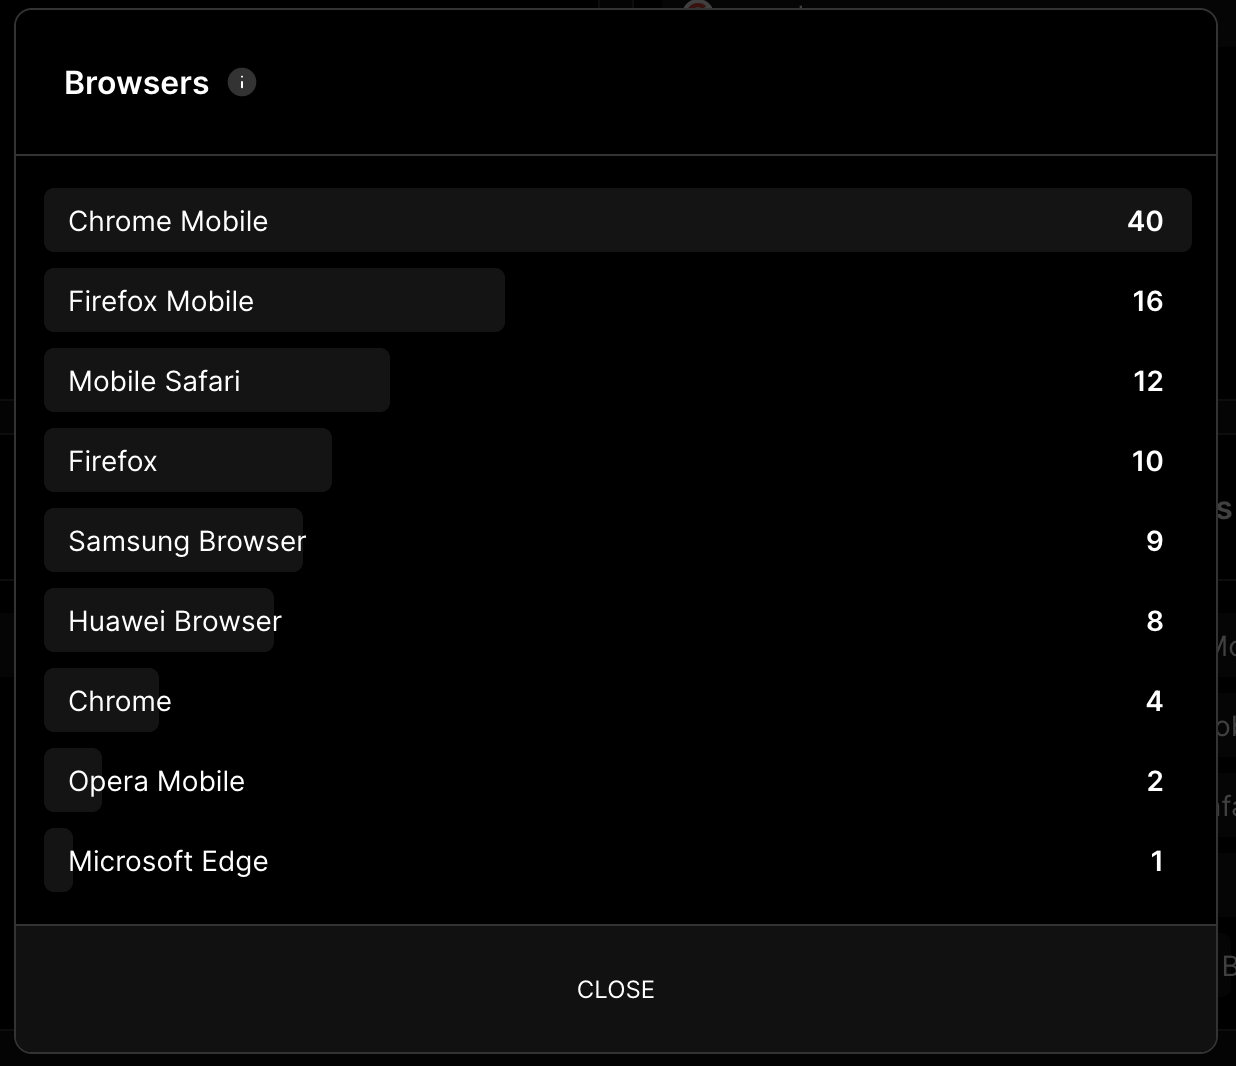 Browsers
Chrome Mobile 40
Firefox Mobile 16
Mobile Safari 12
Firefox 10
Samsung Browser 9
Huawei Browser 8
Chrome 4
Opera Mobile 2
Microsoft Edge 1
CLOSE